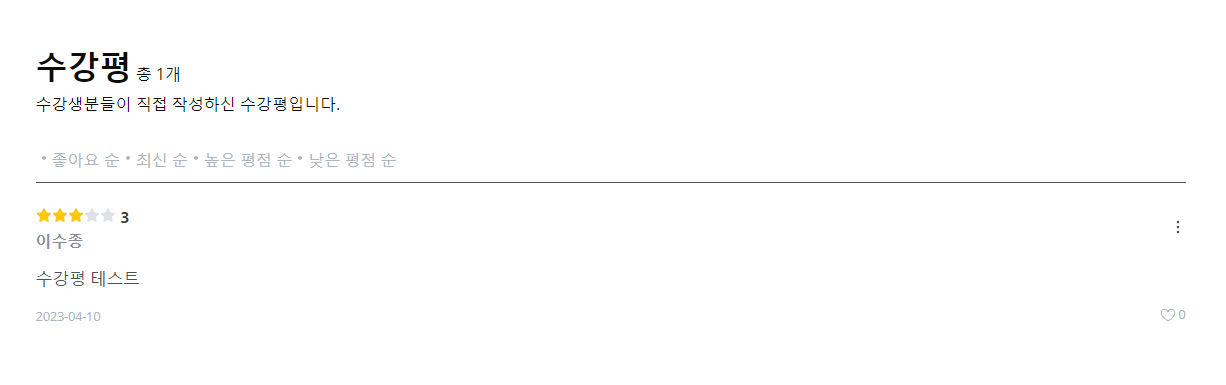 수강평 총 1개
수강생분들이 직접 작성하신 수강평입니다.
• 좋아요 순 • 최신 순 • 높은 평점 순 • 낮은 평점 순
3
이수종
수강평 테스트
2023-04-10
0